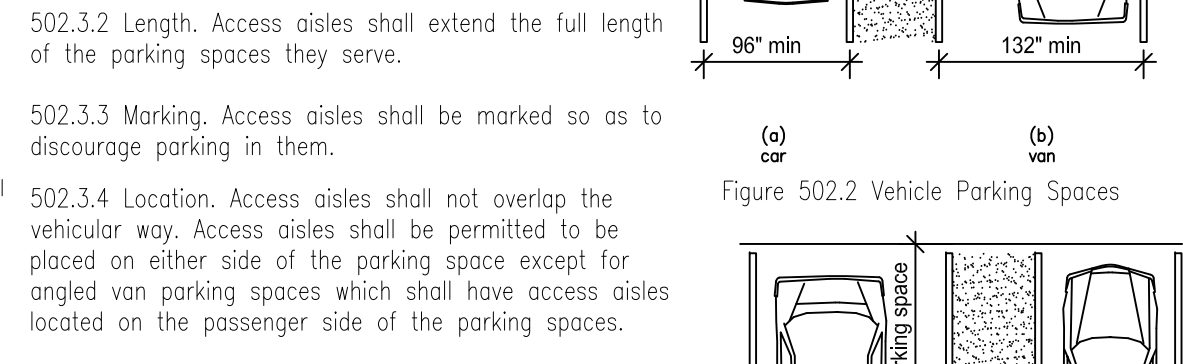 502.3.2 Length. Access aisles shall extend the full length
of the parking spaces they serve.
502.3.3 Marking. Access aisles shall be marked so as to
discourage parking in them.
502.3.4 Location. Access aisles shall not overlap the
vehicular way. Access aisles shall be permitted to be
placed on either side of the parking space except for
angled van parking spaces which shall have access aisles
located on the passenger side of the parking spaces.
96" min
132" min
(a)
car
(b)
van
Figure 502.2 Vehicle Parking Spaces
space